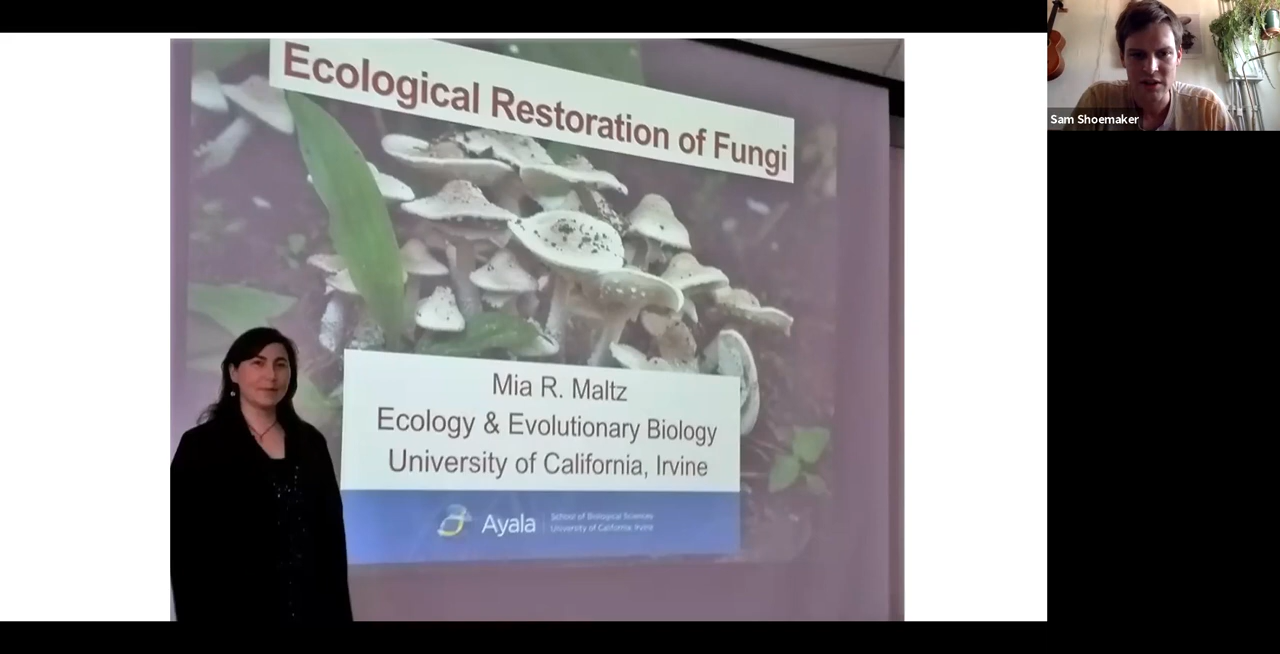 Ecological Restoration of Fungi
Sam Shoemaker
Mia R. Maltz
Ecology & Evolutionary Biology
University of California, Irvine
Ayala
School of Biological Sciences
University of California, Irvine